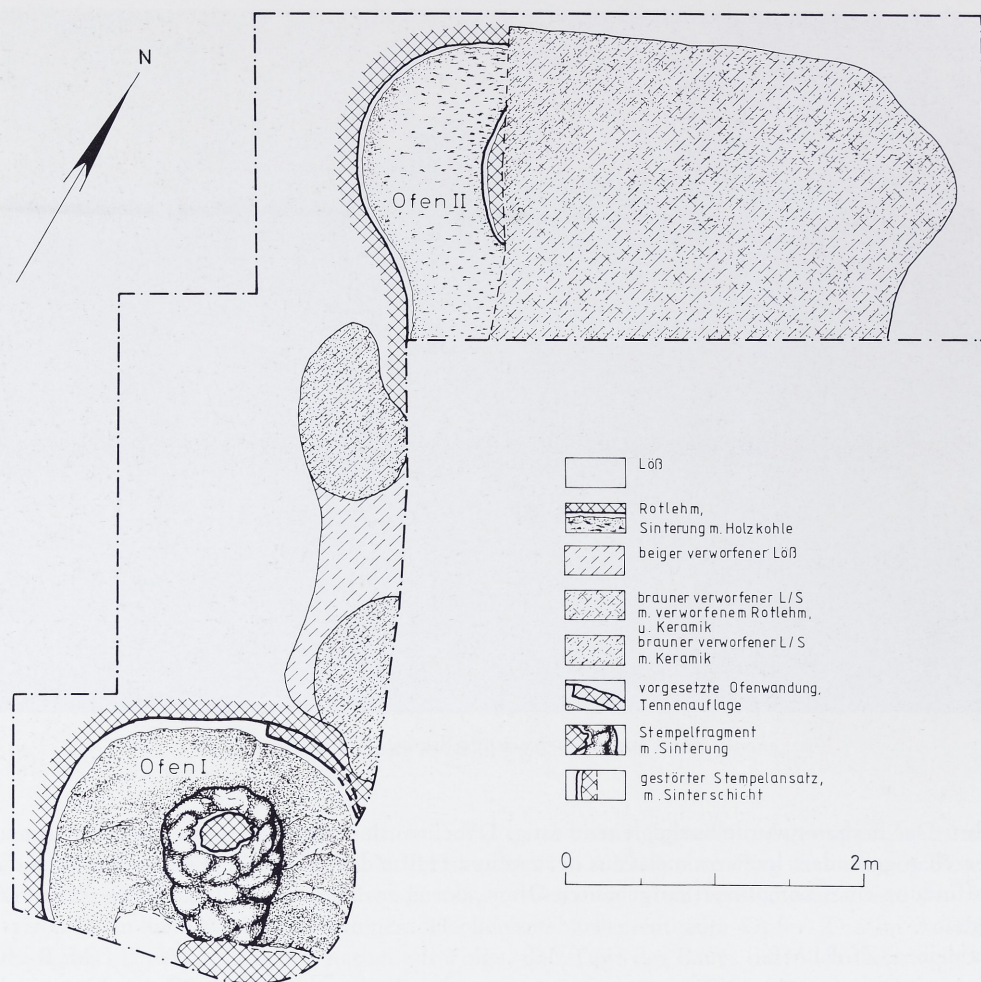 N
Ofen II
Löß
Rotlehm,
Sinterung m. Holzkohle
beiger verworfener Löß
brauner verworfener L/S
m. verworfenem Rotlehm,
u. Keramik
brauner verworfener L/S
m. Keramik
vorgesetzte Ofenwandung,
Tennenauflage
Ofen I
Stempelfragment
m. Sinterung
gestörter Stempelansatz,
m. Sinterschicht
0 2m